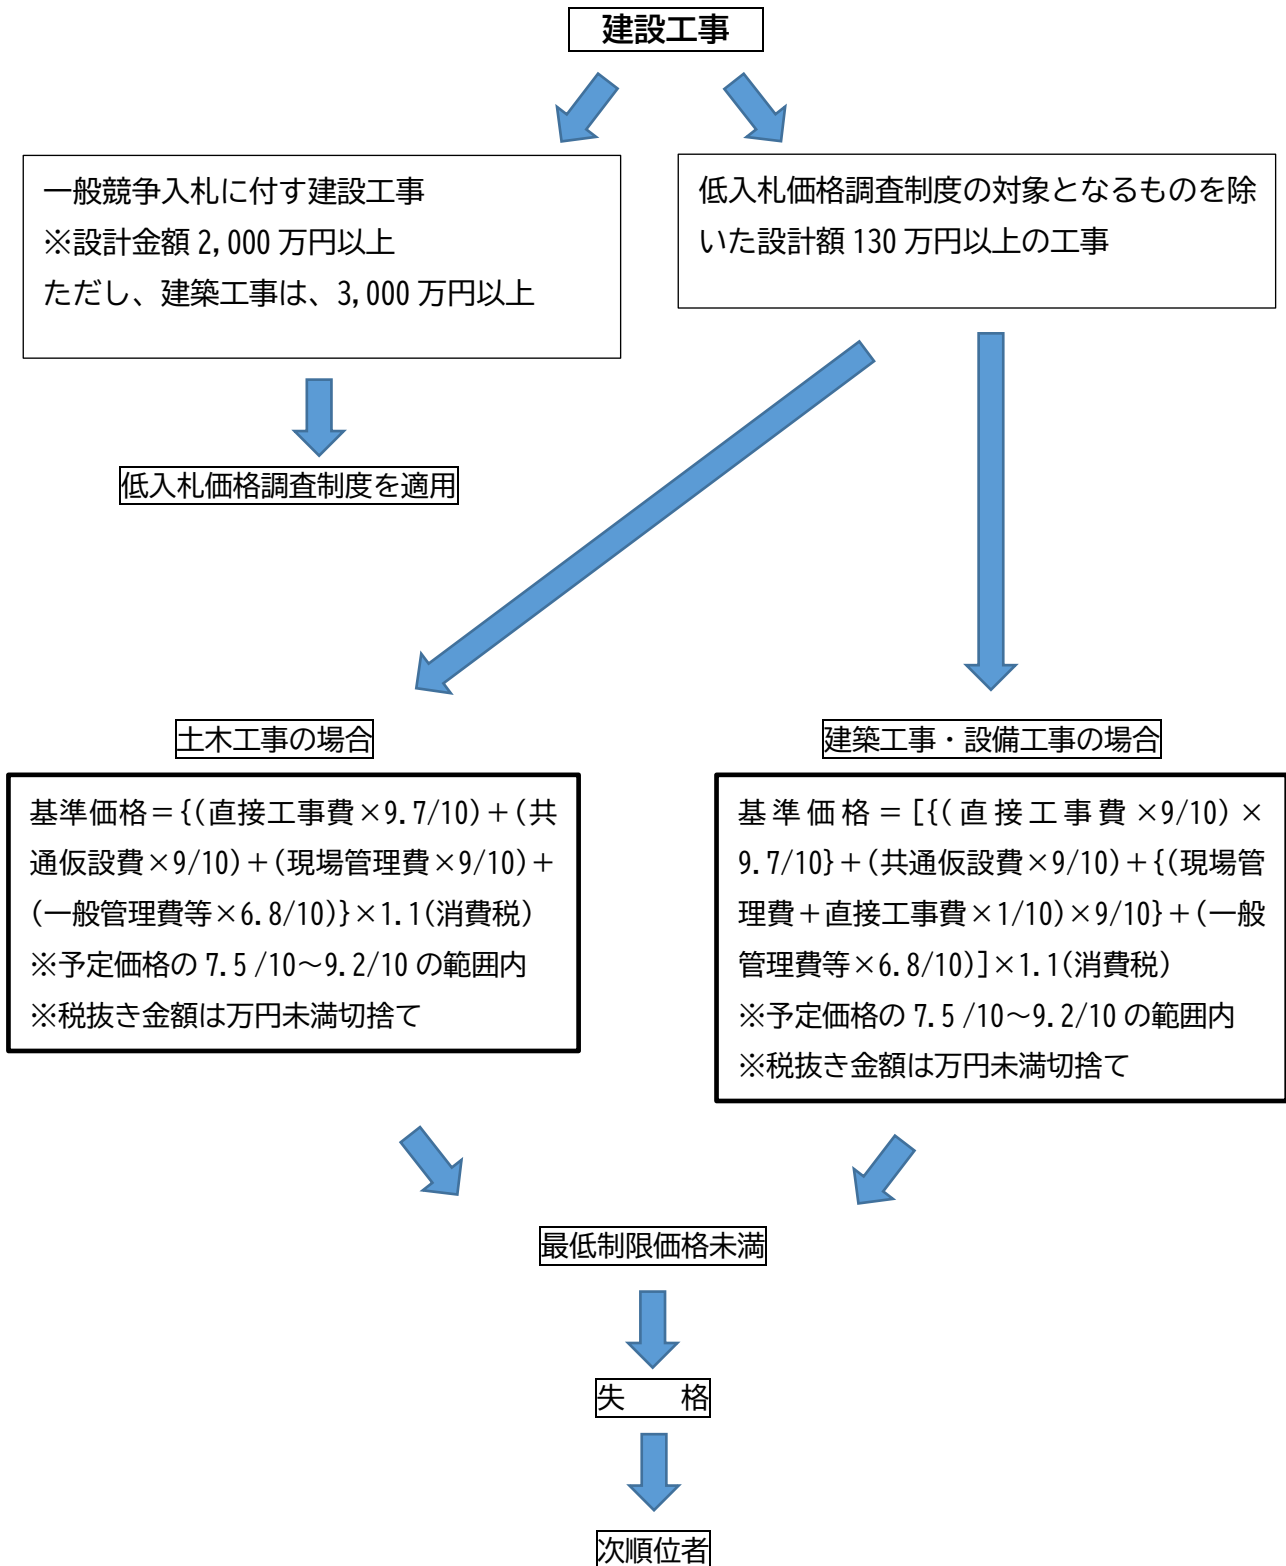 建設工事
一般競争入札に付す建設工事
※設計金額 2,000 万円以上
ただし、建築工事は、3,000 万円以上
低入札価格調査制度の対象となるものを除
いた設計額 130 万円以上の工事
低入札価格調査制度を適用
土木工事の場合
基準価格＝{(直接工事費×9.7/10)＋(共
通仮設費×9/10)＋(現場管理費×9/10)＋
(一般管理費等×6.8/10)}×1.1(消費税)
※予定価格の 7.5 /10～9.2/10 の範囲内
※税抜き金額は万円未満切捨て
建築工事・設備工事の場合
基準価格＝[{(直接工事費×9/10)×
9.7/10}＋(共通仮設費×9/10)＋{(現場管
理費＋直接工事費×1/10)×9/10}＋(一般
管理費等×6.8/10)]×1.1(消費税)
※予定価格の 7.5 /10～9.2/10 の範囲内
※税抜き金額は万円未満切捨て
最低制限価格未満
失　　格
次順位者